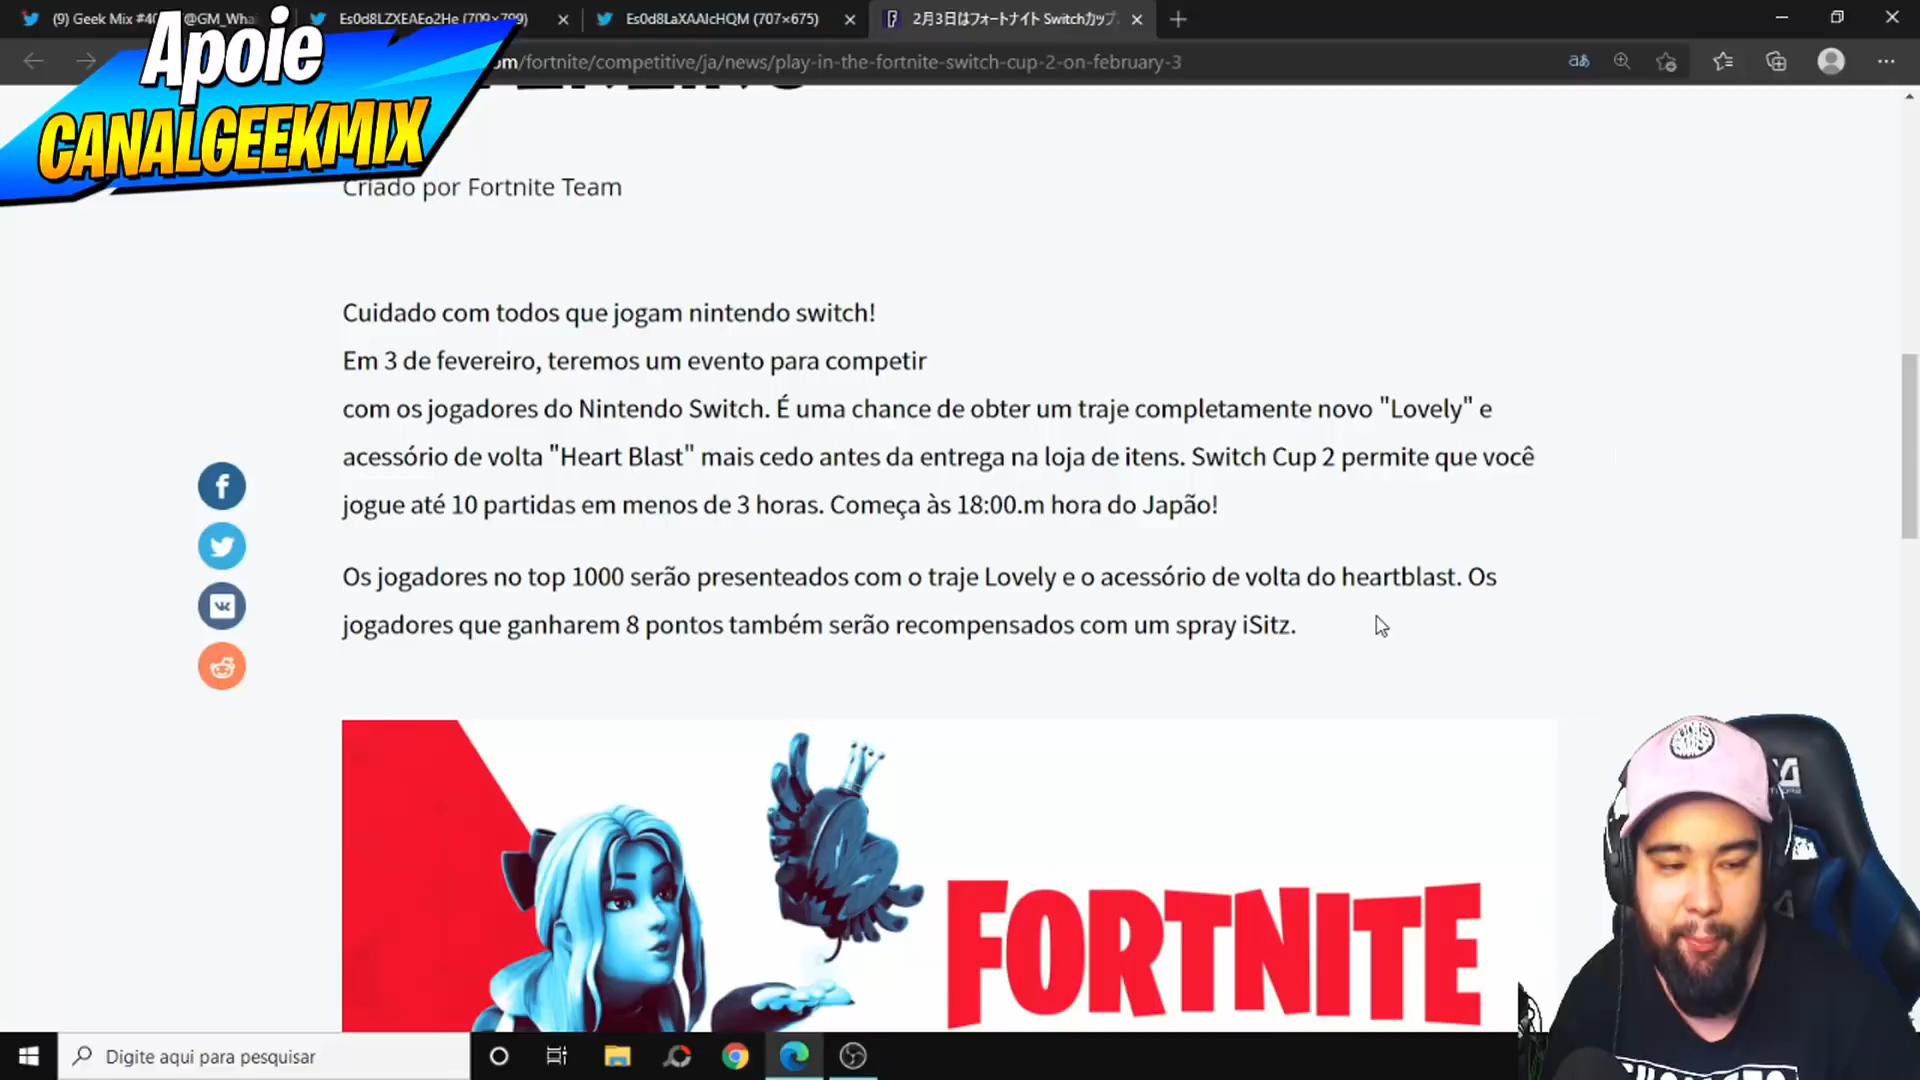 (9) Geek Mix #40
@GM_Wha
Es0d8LZXEAEo2He (709×799)
Es0d8LaXAAIcHQM (707×675)
2月3日はフォートナイト Switchカップ
om/fortnite/competitive/ja/news/play-in-the-fortnite-switch-cup-2-on-february-3
Apoie
CANALGEEKMIX
Criado por Fortnite Team
Cuidado com todos que jogam nintendo switch!
Em 3 de fevereiro, teremos um evento para competir
com os jogadores do Nintendo Switch. É uma chance de obter um traje completamente novo "Lovely" e
acessório de volta "Heart Blast" mais cedo antes da entrega na loja de itens. Switch Cup 2 permite que você
jogue até 10 partidas em menos de 3 horas. Começa às 18:00.m hora do Japão!
Os jogadores no top 1000 serão presenteados com o traje Lovely e o acessório de volta do heartblast. Os
jogadores que ganharem 8 pontos também serão recompensados com um spray iSitz.
FORTNITE
Digite aqui para pesquisar